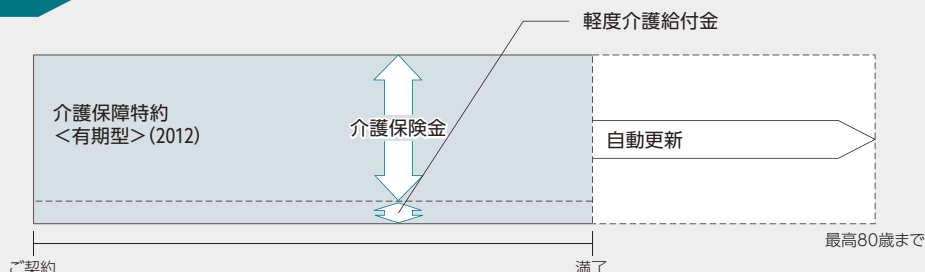 軽度介護給付金
介護保障特約
＜有期型＞(2012)
介護保険金
自動更新
最高80歳まで
ご契約
満了